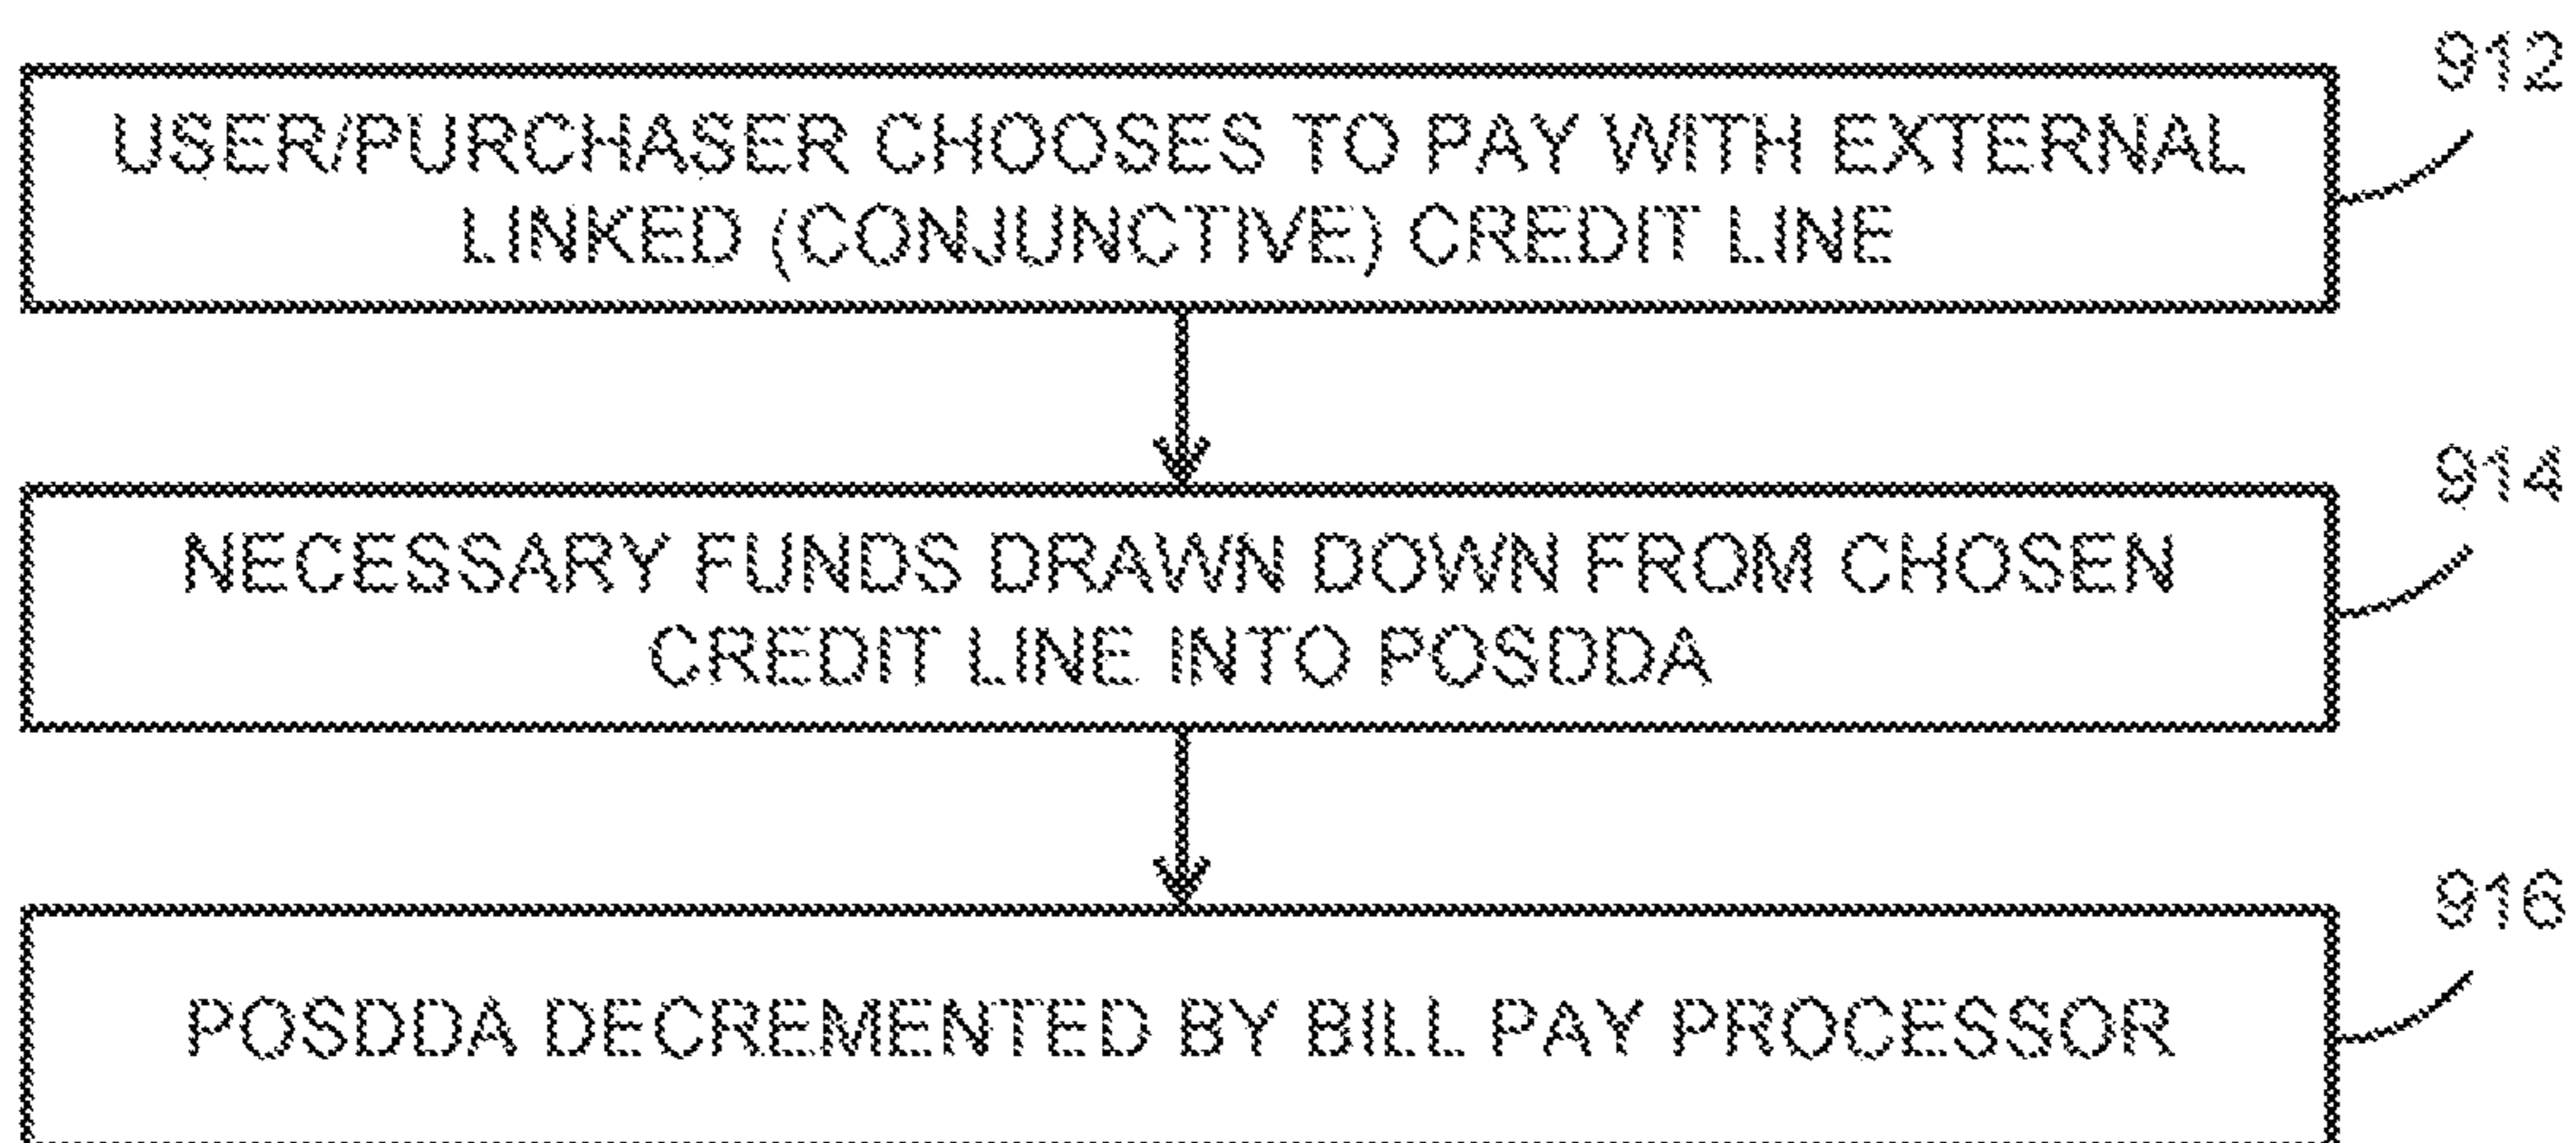 912
USER/PURCHASER CHOOSES TO PAY WITH EXTERNAL
LINKED (CONJUNCTIVE) CREDIT LINE
914
NECESSARY FUNDS DRAWN DOWN FROM CHOSEN
CREDIT LINE INTO POSDDA
916
POSDDA DECREMENTED BY BILL PAY PROCESSOR